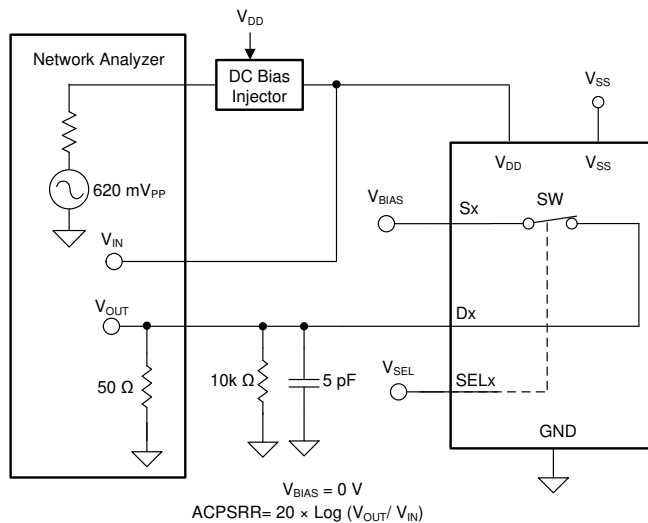 V_DD
Network Analyzer
DC Bias
Injector
V_SS
V_DD
V_SS
620 mV_PP
V_BIAS
Sx
SW
V_IN
V_OUT
Dx
50 Ω
10k Ω
5 pF
V_SEL
SELx
GND
V_BIAS = 0 V
ACPSRR= 20 × Log (V_OUT/ V_IN)